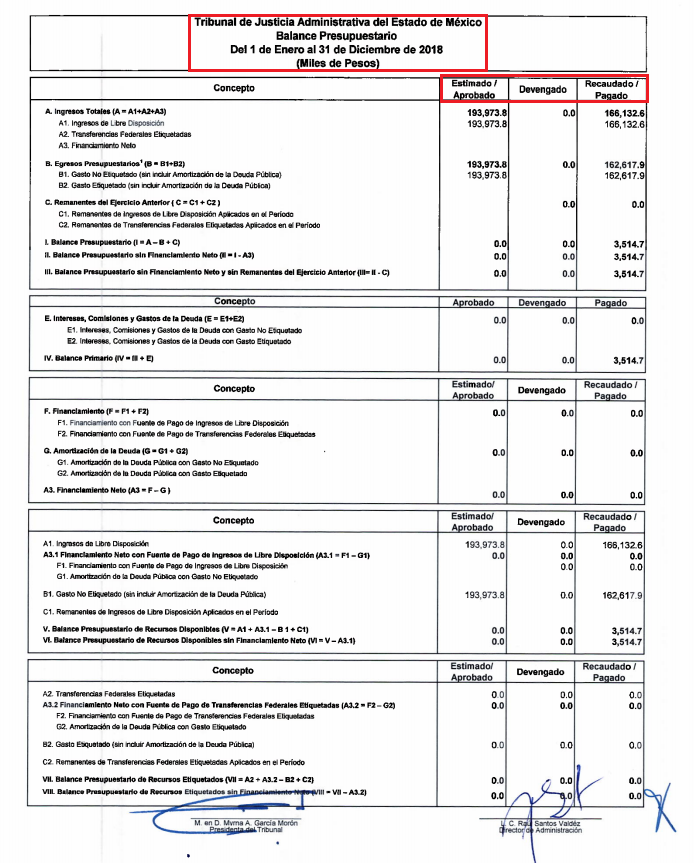 Tribunal de Justicia Administrativa del Estado de México
Balance Presupuestario
Del 1 de Enero al 31 de Diciembre de 2018
(Miles de Pesos)
Concepto Estimado / Aprobado Devengado Recaudado / Pagado
A. Ingresos Totales (A = A1+A2+A3) 193,973.8 0.0 166,132.6
A1. Ingresos de Libre Disposición 193,973.8 166,132.6
A2. Transferencias Federales Etiquetadas
A3. Financiamiento Neto
B. Egresos Presupuestarios¹ (B = B1+B2) 193,973.8 0.0 162,617.9
B1. Gasto No Etiquetado (sin incluir Amortización de la Deuda Pública) 193,973.8 162,617.9
B2. Gasto Etiquetado (sin incluir Amortización de la Deuda Pública)
C. Remanentes del Ejercicio Anterior ( C = C1 + C2 ) 0.0 0.0
C1. Remanentes de Ingresos de Libre Disposición Aplicados en el Período
C2. Remanentes de Transferencias Federales Etiquetadas Aplicados en el Período
I. Balance Presupuestario (I = A – B + C) 0.0 0.0 3,514.7
II. Balance Presupuestario sin Financiamiento Neto (II = I - A3) 0.0 0.0 3,514.7
III. Balance Presupuestario sin Financiamiento Neto y sin Remanentes del Ejercicio Anterior (III= II - C) 0.0 0.0 3,514.7
Concepto Aprobado Devengado Pagado
E. Intereses, Comisiones y Gastos de la Deuda (E = E1+E2) 0.0 0.0 0.0
E1. Intereses, Comisiones y Gastos de la Deuda con Gasto No Etiquetado
E2. Intereses, Comisiones y Gastos de la Deuda con Gasto Etiquetado
IV. Balance Primario (IV = III + E) 0.0 0.0 3,514.7
Concepto Estimado/ Aprobado Devengado Recaudado / Pagado
F. Financiamiento (F = F1 + F2) 0.0 0.0 0.0
F1. Financiamiento con Fuente de Pago de Ingresos de Libre Disposición
F2. Financiamiento con Fuente de Pago de Transferencias Federales Etiquetadas
G. Amortización de la Deuda (G = G1 + G2) 0.0 0.0 0.0
G1. Amortización de la Deuda Pública con Gasto No Etiquetado
G2. Amortización de la Deuda Pública con Gasto Etiquetado
A3. Financiamiento Neto (A3 = F – G ) 0.0 0.0 0.0
Concepto Estimado/ Aprobado Devengado Recaudado / Pagado
A1. Ingresos de Libre Disposición 193,973.8 0.0 166,132.6
A3.1 Financiamiento Neto con Fuente de Pago de Ingresos de Libre Disposición (A3.1 = F1 – G1) 0.0 0.0 0.0
F1. Financiamiento con Fuente de Pago de Ingresos de Libre Disposición 0.0 0.0
G1. Amortización de la Deuda Pública con Gasto No Etiquetado
B1. Gasto No Etiquetado (sin incluir Amortización de la Deuda Pública) 193,973.8 0.0 162,617.9
C1. Remanentes de Ingresos de Libre Disposición Aplicados en el Período
V. Balance Presupuestario de Recursos Disponibles (V = A1 + A3.1 – B 1 + C1) 0.0 0.0 3,514.7
VI. Balance Presupuestario de Recursos Disponibles sin Financiamiento Neto (VI = V – A3.1) 0.0 0.0 3,514.7
Concepto Estimado/ Aprobado Devengado Recaudado / Pagado
A2. Transferencias Federales Etiquetadas 0.0 0.0 0.0
A3.2 Financiamiento Neto con Fuente de Pago de Transferencias Federales Etiquetadas (A3.2 = F2 – G2) 0.0 0.0 0.0
F2. Financiamiento con Fuente de Pago de Transferencias Federales Etiquetadas
G2. Amortización de la Deuda Pública con Gasto Etiquetado
B2. Gasto Etiquetado (sin incluir Amortización de la Deuda Pública) 0.0 0.0 0.0
C2. Remanentes de Transferencias Federales Etiquetadas Aplicados en el Período
VII. Balance Presupuestario de Recursos Etiquetados (VII = A2 + A3.2 – B2 + C2) 0.0 0.0 0.0
VIII. Balance Presupuestario de Recursos Etiquetados sin Financiamiento Neto (VIII = VII – A3.2) 0.0 0.0 0.0
M. en D. Myrna A. García Morón L. C. Raúl Santos Valdéz
Presidenta del Tribunal Director de Administración